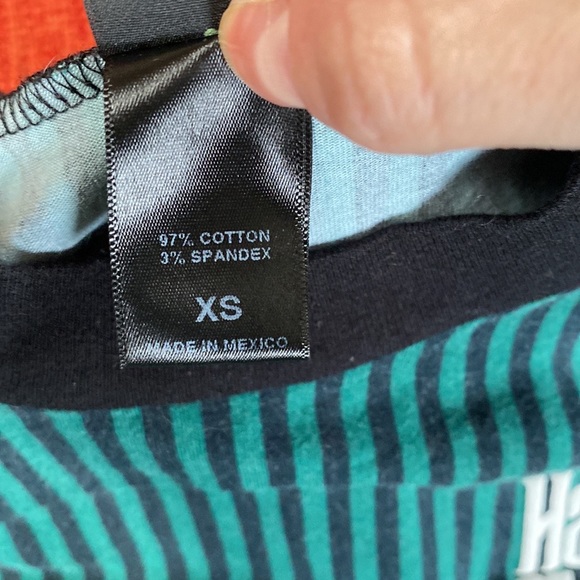 97% COTTON
3% SPANDEX
XS
MADE IN MEXICO